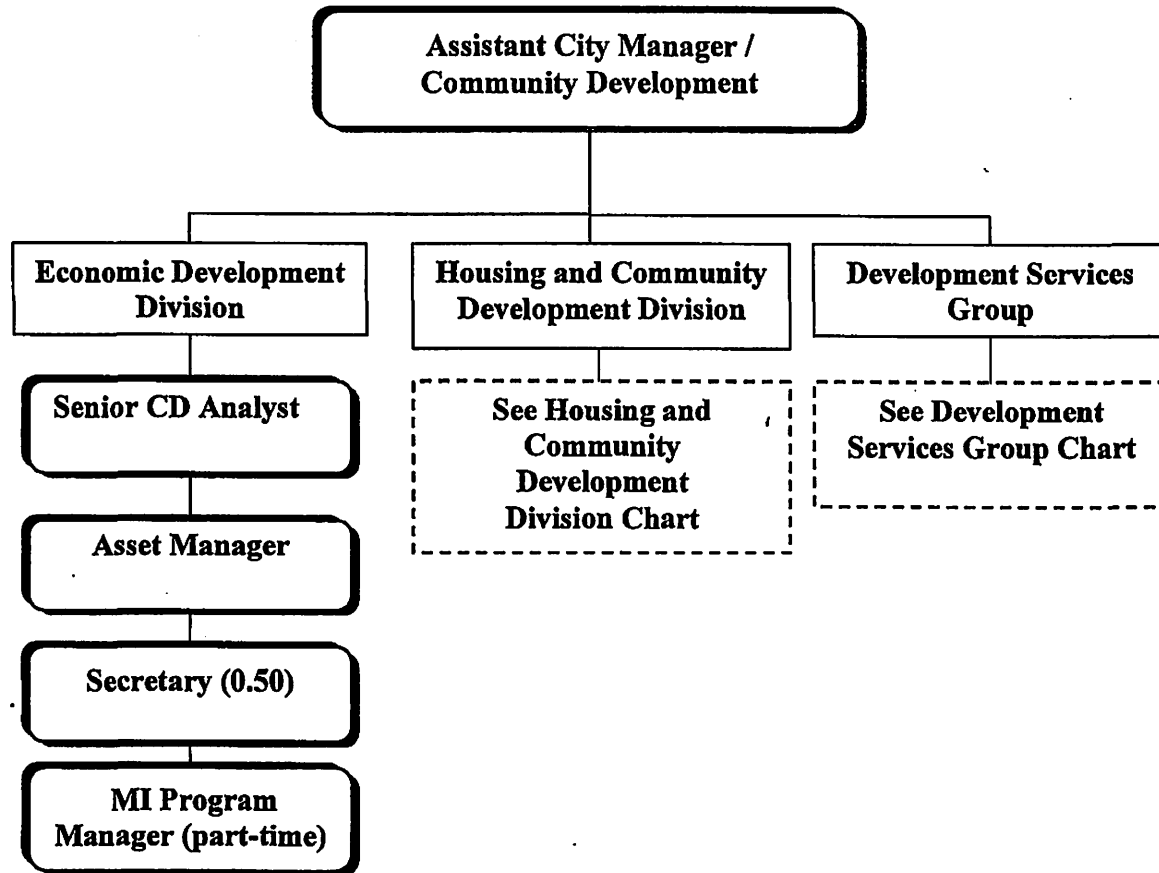 Assistant City Manager /
Community Development
Economic Development
Division
Housing and Community
Development Division
Development Services
Group
Senior CD Analyst
See Housing and
Community
Development
Division Chart
See Development
Services Group Chart
Asset Manager
Secretary (0.50)
MI Program
Manager (part-time)